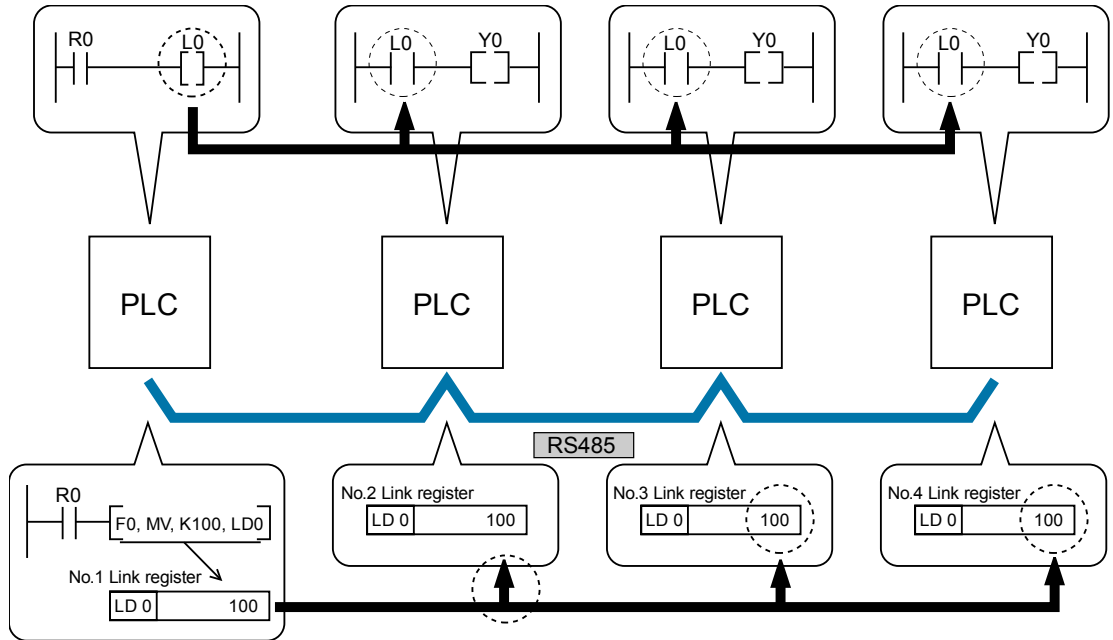 R0 L0
L0 Y0
L0 Y0
L0 Y0
PLC
PLC
PLC
PLC
RS485
R0
F0, MV, K100, LD0
No.1 Link register
LD 0 100
No.2 Link register
LD 0 100
No.3 Link register
LD 0 100
No.4 Link register
LD 0 100